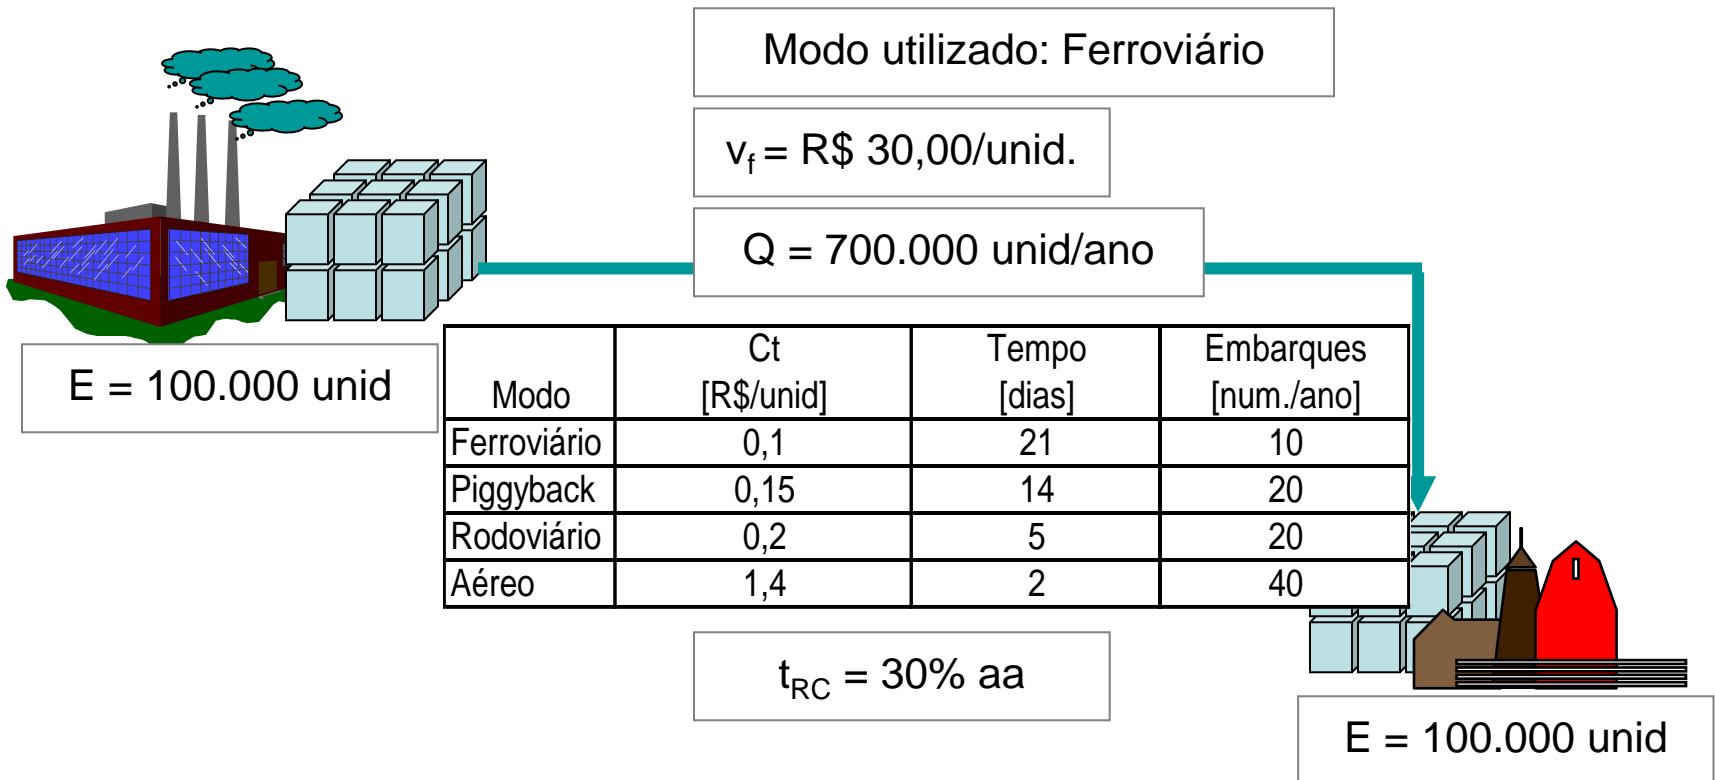 Modo utilizado: Ferroviário
vf = R$ 30,00/unid.
Q = 700.000 unid/ano
E = 100.000 unid
Modo Ct [R$/unid] Tempo [dias] Embarques [num./ano]
Ferroviário 0,1 21 10
Piggyback 0,15 14 20
Rodoviário 0,2 5 20
Aéreo 1,4 2 40
tRC = 30% aa
E = 100.000 unid